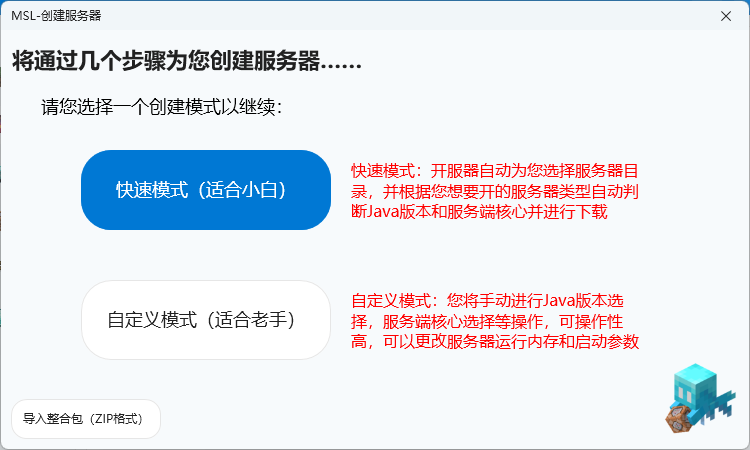 MSL-创建服务器
将通过几个步骤为您创建服务器......
请您选择一个创建模式以继续：
快速模式（适合小白）
快速模式：开服器自动为您选择服务器目
录，并根据您想要开的服务器类型自动判
断Java版本和服务端核心并进行下载
自定义模式（适合老手）
自定义模式：您将手动进行Java版本选
择，服务端核心选择等操作，可操作性
高，可以更改服务器运行内存和启动参数
导入整合包（ZIP格式）